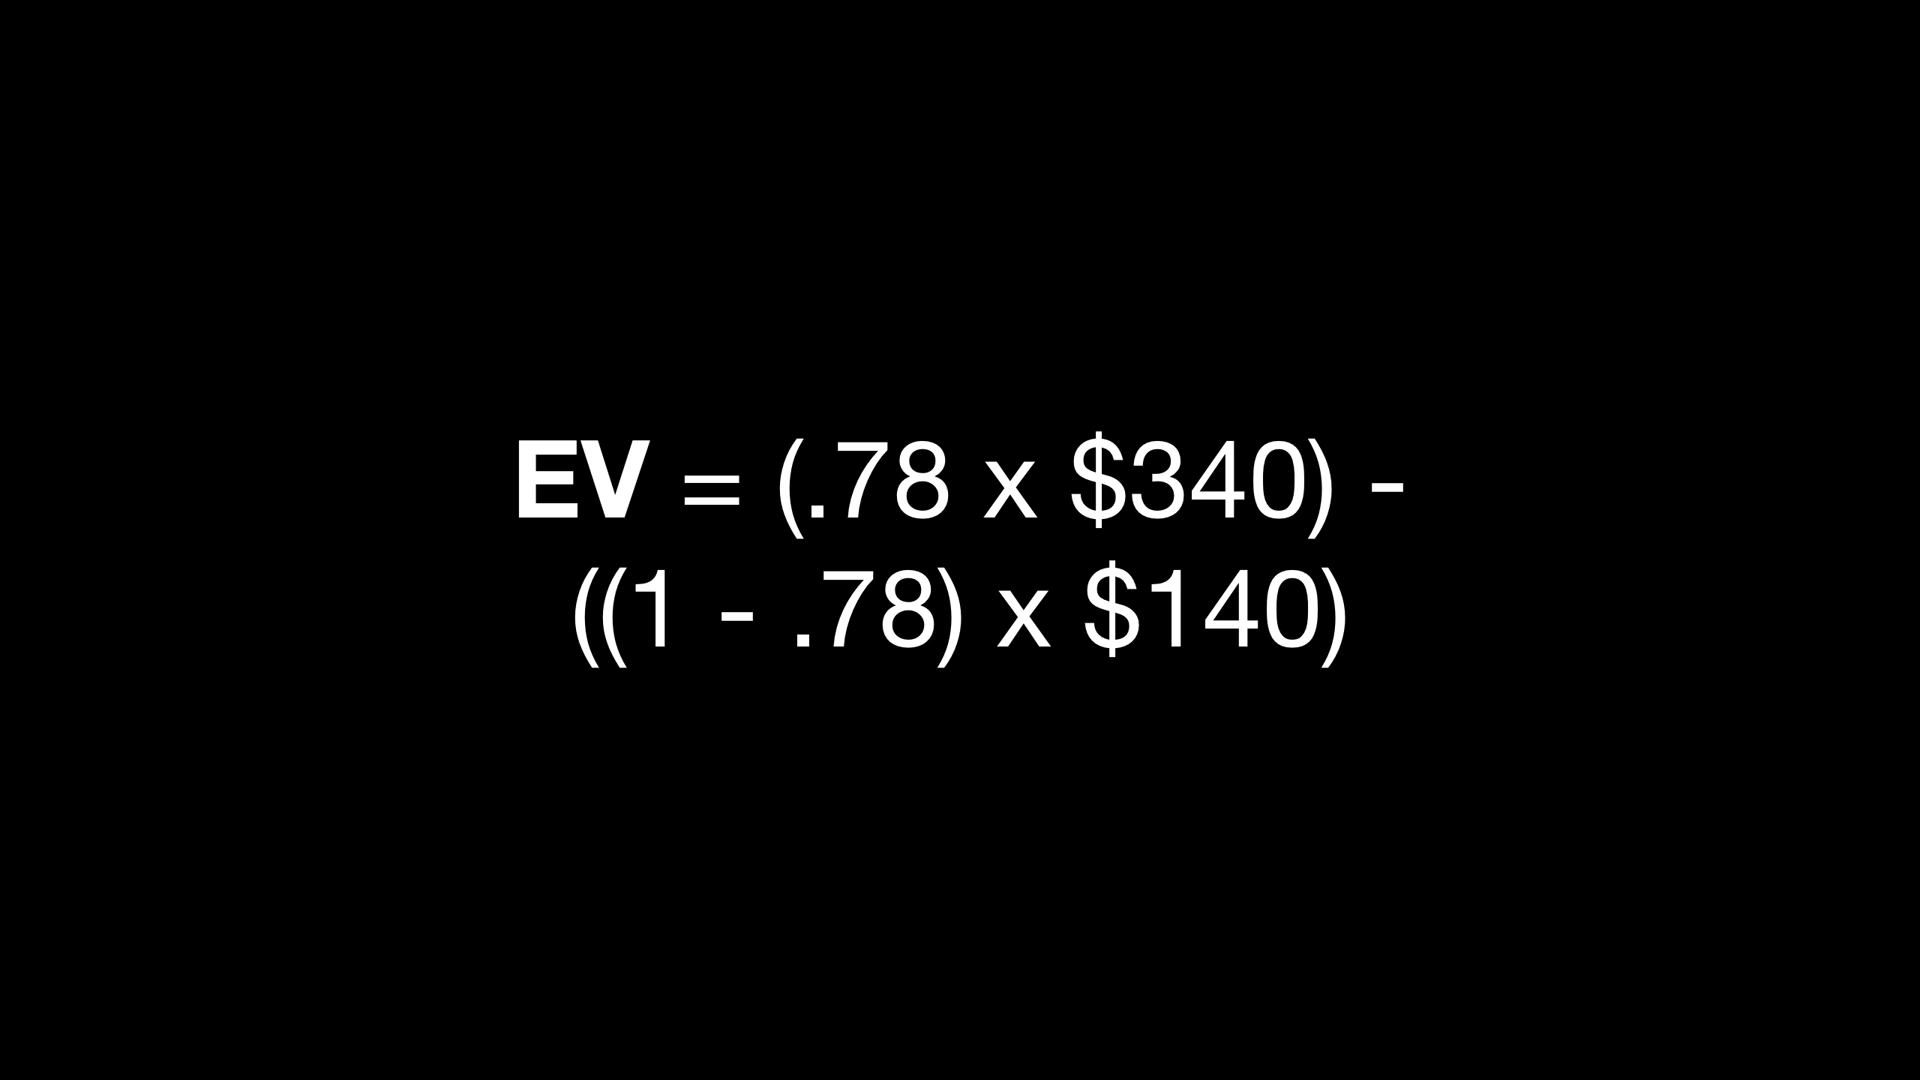 EV = (.78 x $340) -
((1 - .78) x $140)